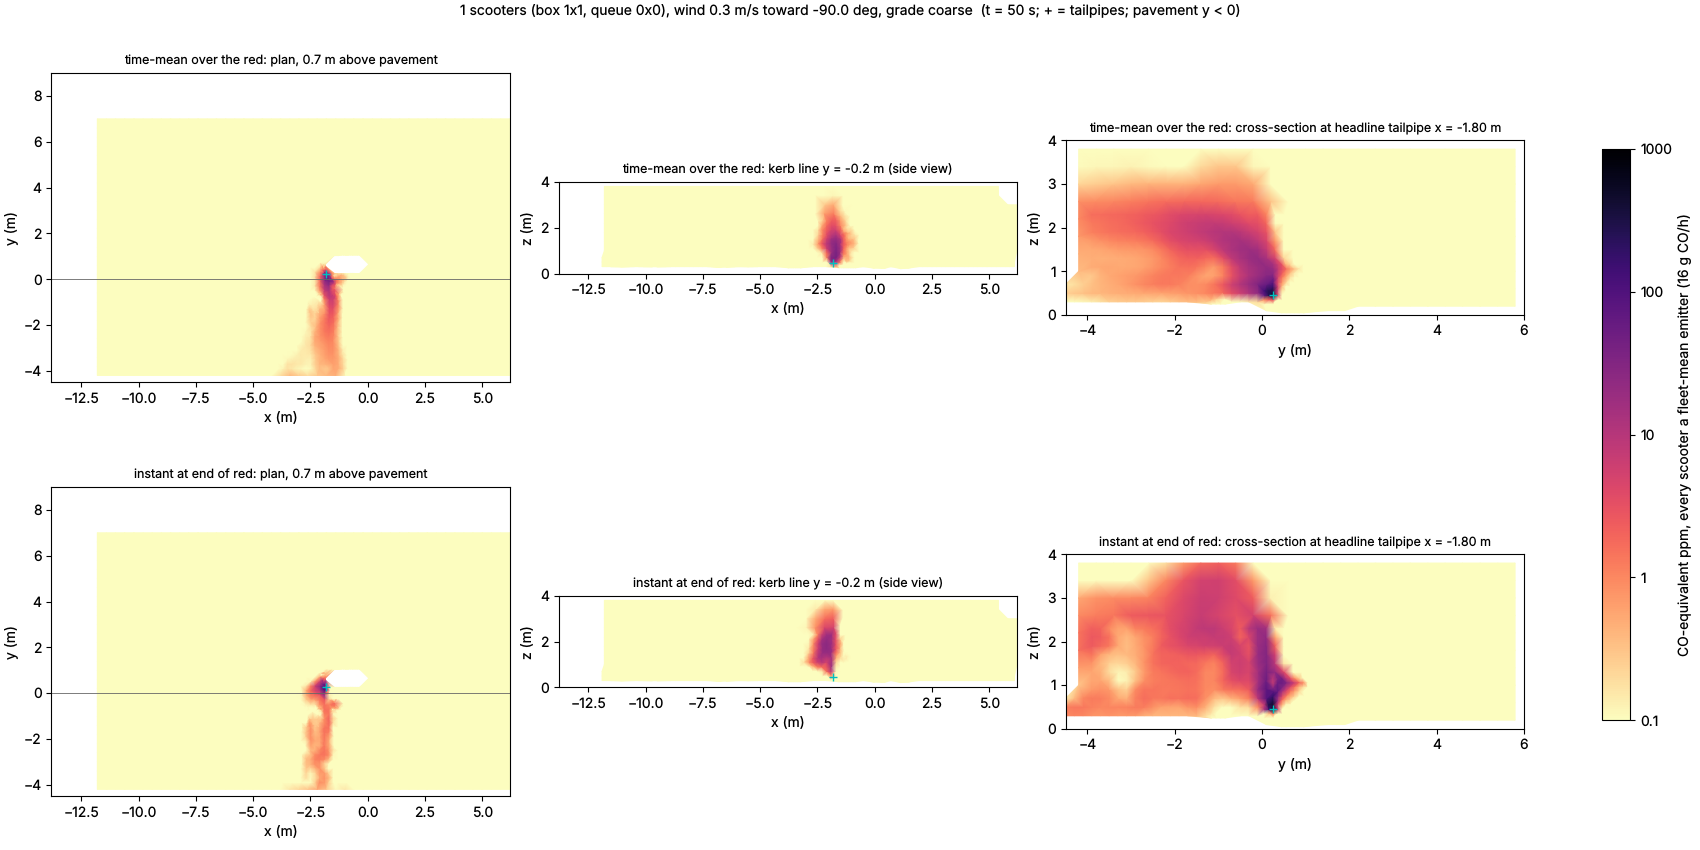 1 scooters (box 1x1, queue 0x0), wind 0.3 m/s toward -90.0 deg, grade coarse  (t = 50 s; + = tailpipes; pavement y < 0)
time-mean over the red: plan, 0.7 m above pavement
8
6
4
2
0
−2
−4
y (m)
−12.5 −10.0 −7.5 −5.0 −2.5 0.0 2.5 5.0
x (m)
time-mean over the red: kerb line y = -0.2 m (side view)
4
2
0
z (m)
−12.5 −10.0 −7.5 −5.0 −2.5 0.0 2.5 5.0
x (m)
time-mean over the red: cross-section at headline tailpipe x = -1.80 m
4
3
2
1
0
z (m)
−4 −2 0 2 4 6
y (m)
instant at end of red: plan, 0.7 m above pavement
8
6
4
2
0
−2
−4
y (m)
−12.5 −10.0 −7.5 −5.0 −2.5 0.0 2.5 5.0
x (m)
instant at end of red: kerb line y = -0.2 m (side view)
4
2
0
z (m)
−12.5 −10.0 −7.5 −5.0 −2.5 0.0 2.5 5.0
x (m)
instant at end of red: cross-section at headline tailpipe x = -1.80 m
4
3
2
1
0
z (m)
−4 −2 0 2 4 6
y (m)
1000
100
10
1
0.1
CO-equivalent ppm, every scooter a fleet-mean emitter (16 g CO/h)